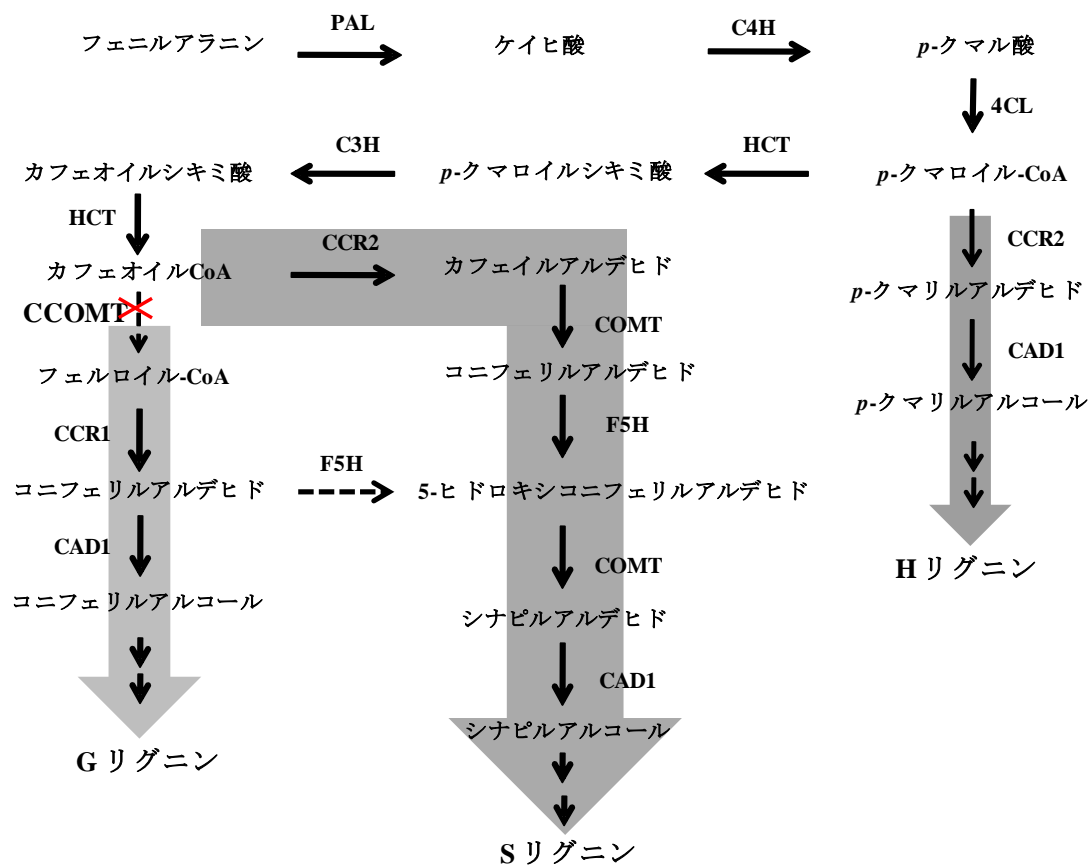 フェニルアラニン PAL ケイヒ酸 C4H p-クマル酸
4CL
カフェオイルシキミ酸 C3H p-クマロイルシキミ酸 HCT p-クマロイル-CoA
HCT
CCR2
カフェオイルCoA CCR2 カフェイルアルデヒド
p-クマリルアルデヒド
CCOMT COMT
CAD1
フェルロイル-CoA コニフェリルアルデヒド
p-クマリルアルコール
CCR1 F5H
コニフェリルアルデヒド F5H 5-ヒドロキシコニフェリルアルデヒド
CAD1 COMT
Hリグニン
コニフェリルアルコール シナピルアルデヒド
CAD1
シナピルアルコール
Gリグニン
Sリグニン